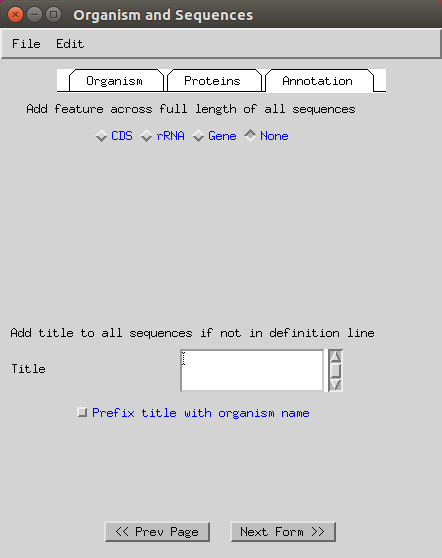 Organism and Sequences
File Edit
Organism Proteins Annotation
Add feature across full length of all sequences
CDS rRNA Gene None
Add title to all sequences if not in definition line
Title
Prefix title with organism name
<< Prev Page Next Form >>